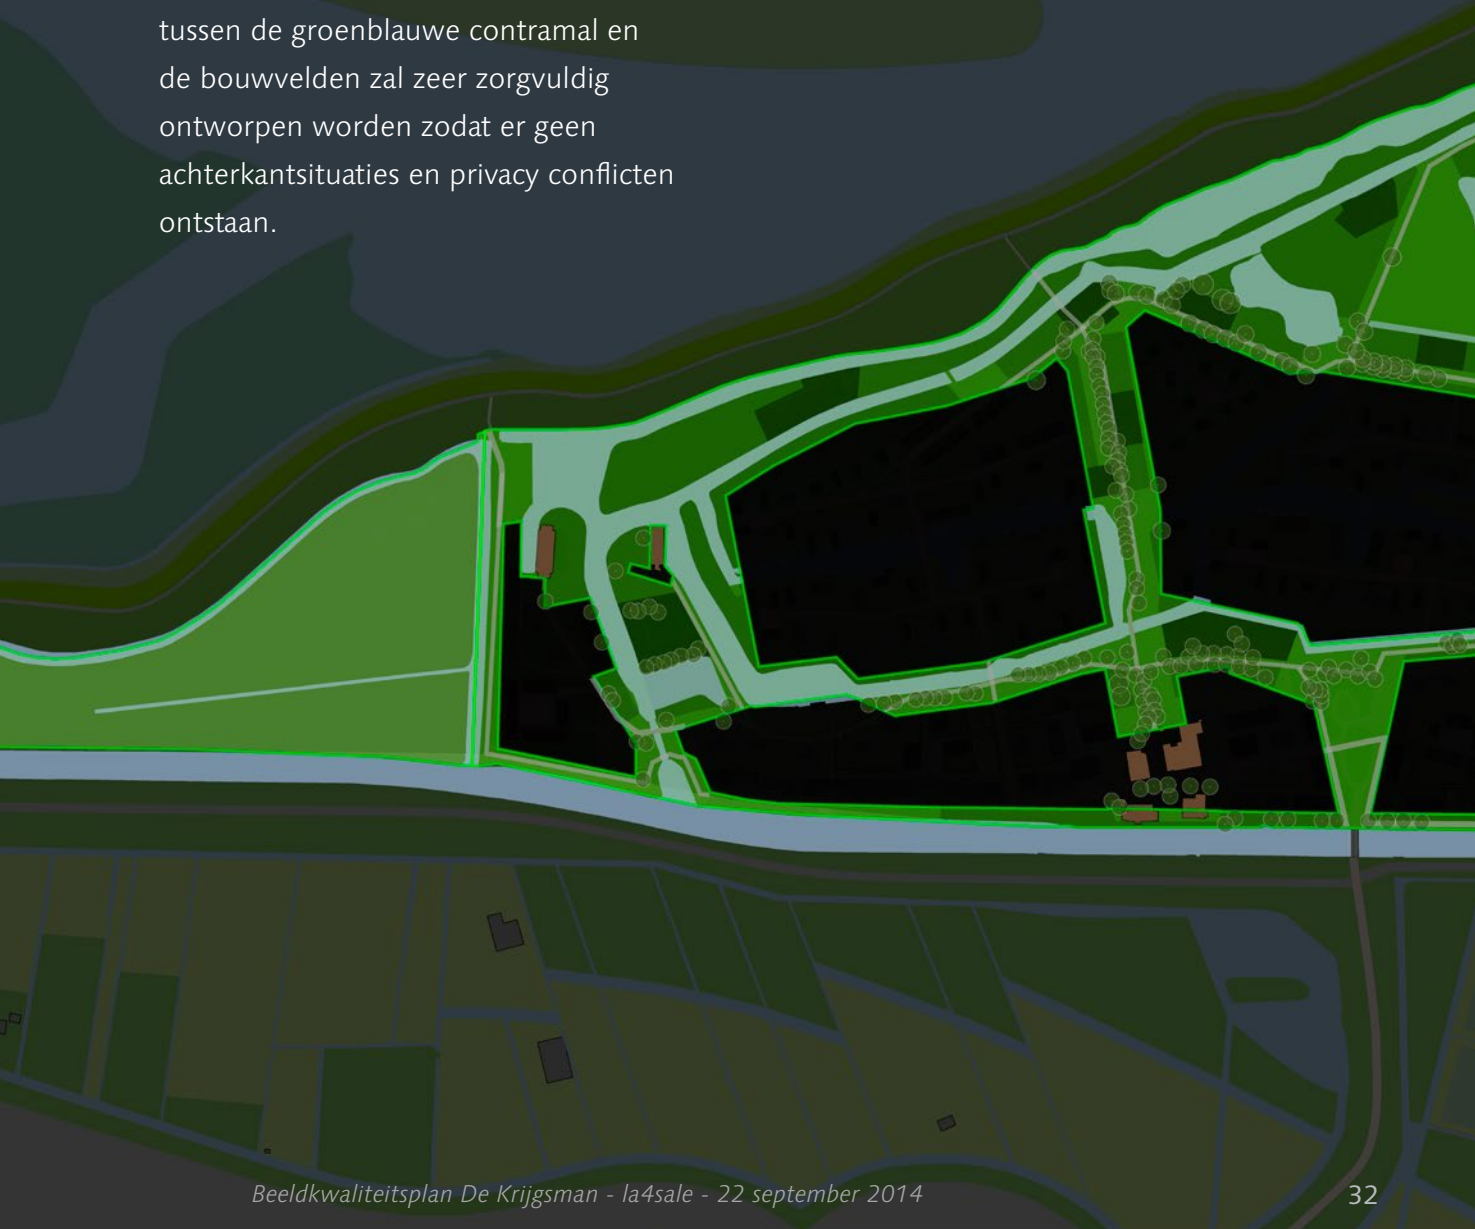 tussen de groenblauwe contramal en
de bouwvelden zal zeer zorgvuldig
ontworpen worden zodat er geen
achterkantsituaties en privacy conflicten
ontstaan.
Beeldkwaliteitsplan De Krijgsman - la4sale - 22 september 2014
32